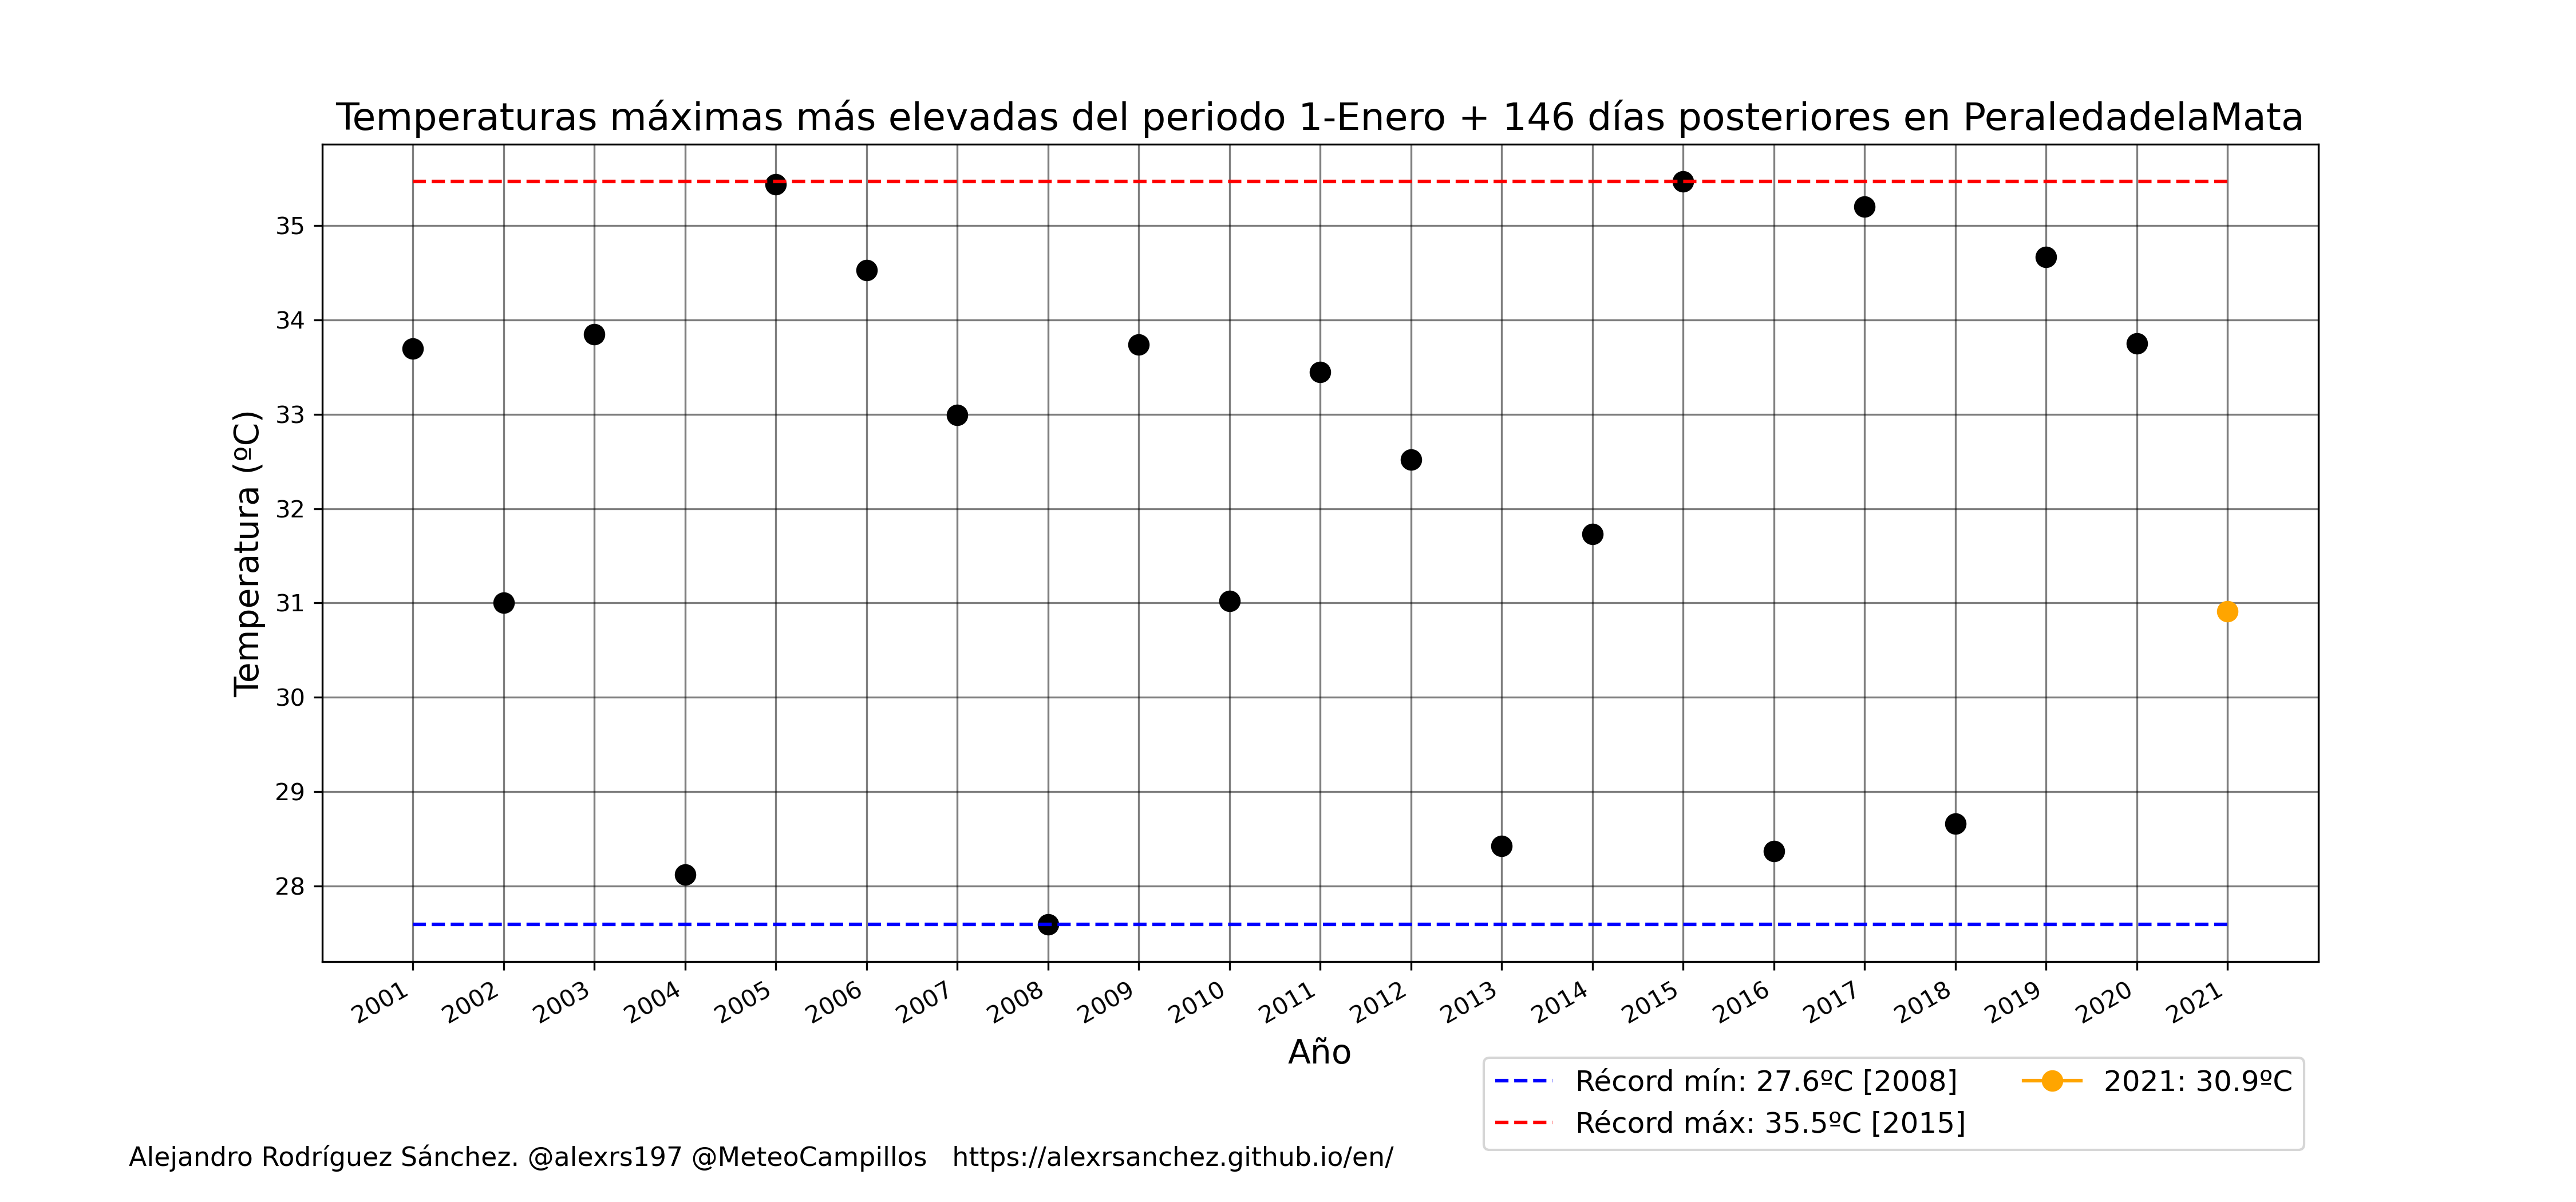 Temperaturas máximas más elevadas del periodo 1-Enero + 146 días posteriores en PeraledadelaMata
Temperatura (ºC)
35
34
33
32
31
30
29
28
2001 2002 2003 2004 2005 2006 2007 2008 2009 2010 2011 2012 2013 2014 2015 2016 2017 2018 2019 2020 2021
Año
Récord mín: 27.6ºC [2008] 2021: 30.9ºC
Récord máx: 35.5ºC [2015]
Alejandro Rodríguez Sánchez. @alexrs197 @MeteoCampillos https://alexrsanchez.github.io/en/